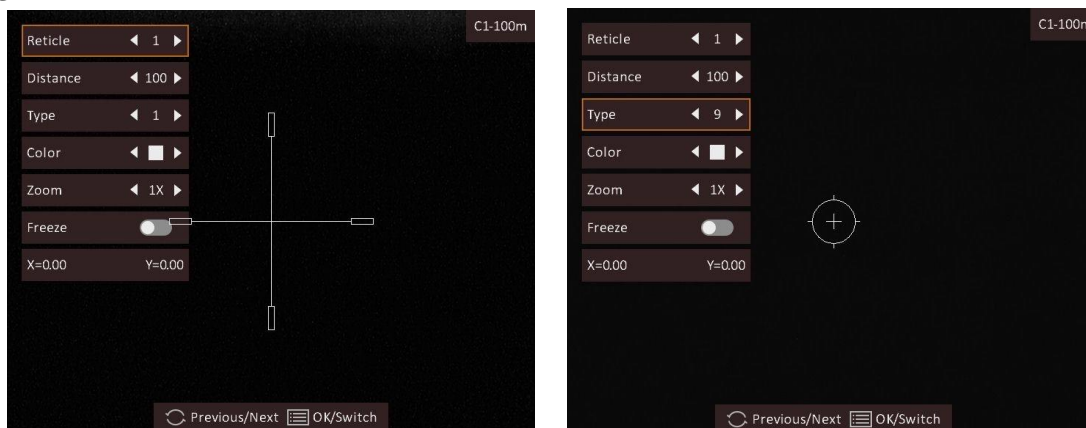 C1-100m
Reticle 1
Distance 100
Type 1
Color
Zoom 1X
Freeze
X=0.00 Y=0.00
Previous/Next OK/Switch
C1-100m
Reticle 1
Distance 100
Type 9
Color
Zoom 1X
Freeze
X=0.00 Y=0.00
Previous/Next OK/Switch